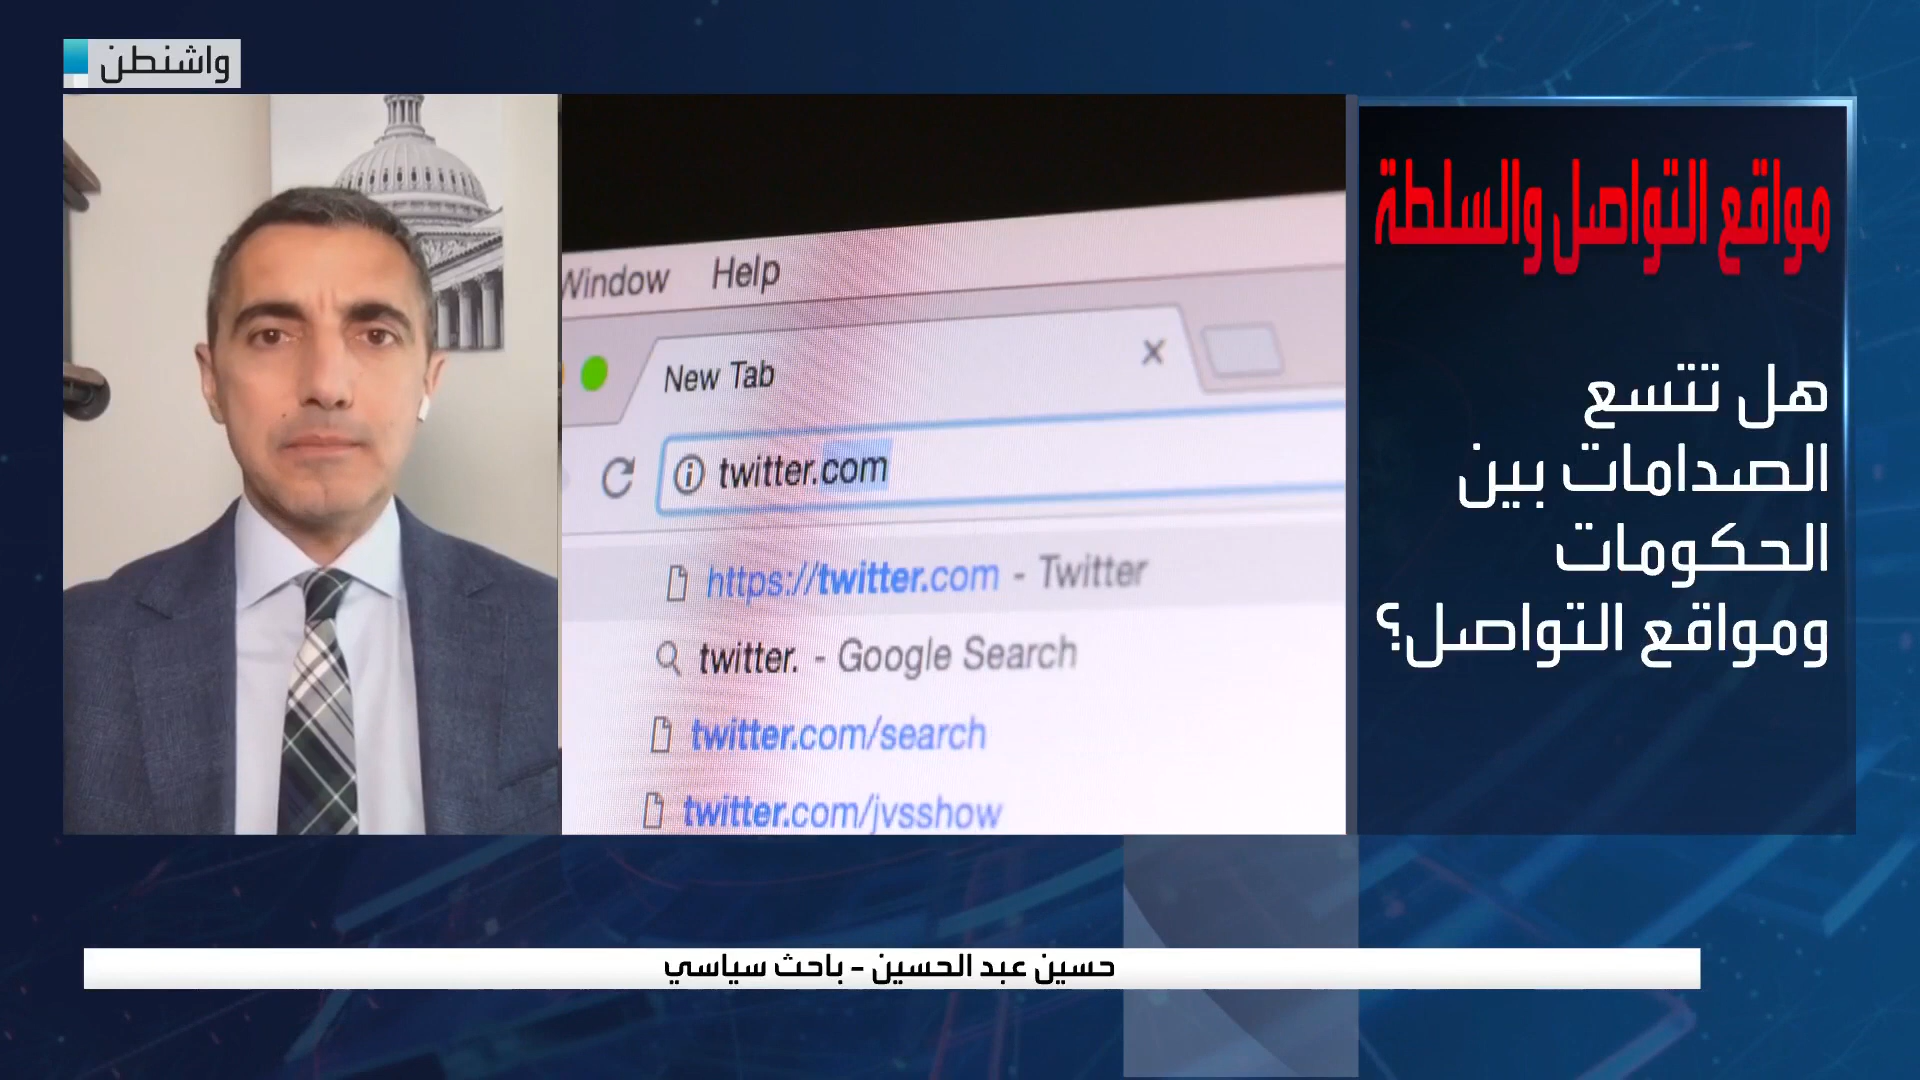 واشنطن
مواقع التواصل والسلطة
هل تتسع
الصدامات بين
الحكومات
ومواقع التواصل؟
Window Help
New Tab
twitter.com
https://twitter.com - Twitter
twitter. - Google Search
twitter.com/search
twitter.com/jvsshow
حسين عبد الحسين - باحث سياسي